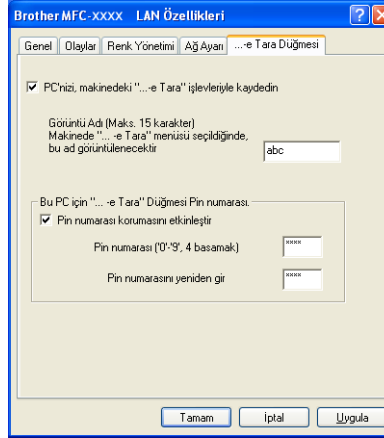 Brother MFC-XXXX LAN Özellikleri
Genel Olaylar Renk Yönetimi Ağ Ayarı ...-e Tara Düğmesi
PC'nizi, makinedeki "...-e Tara" işlevleriyle kaydedin
Görüntü Adı (Maks. 15 karakter)
Makinede "... -e Tara" menüsü seçildiğinde,
bu ad görüntülenecektir
abc
Bu PC için "... -e Tara" Düğmesi Pin numarası.
Pin numarası korumasını etkinleştir
Pin numarası ('0'-'9', 4 basamak) ****
Pin numarasını yeniden gir ****
Tamam İptal Uygula